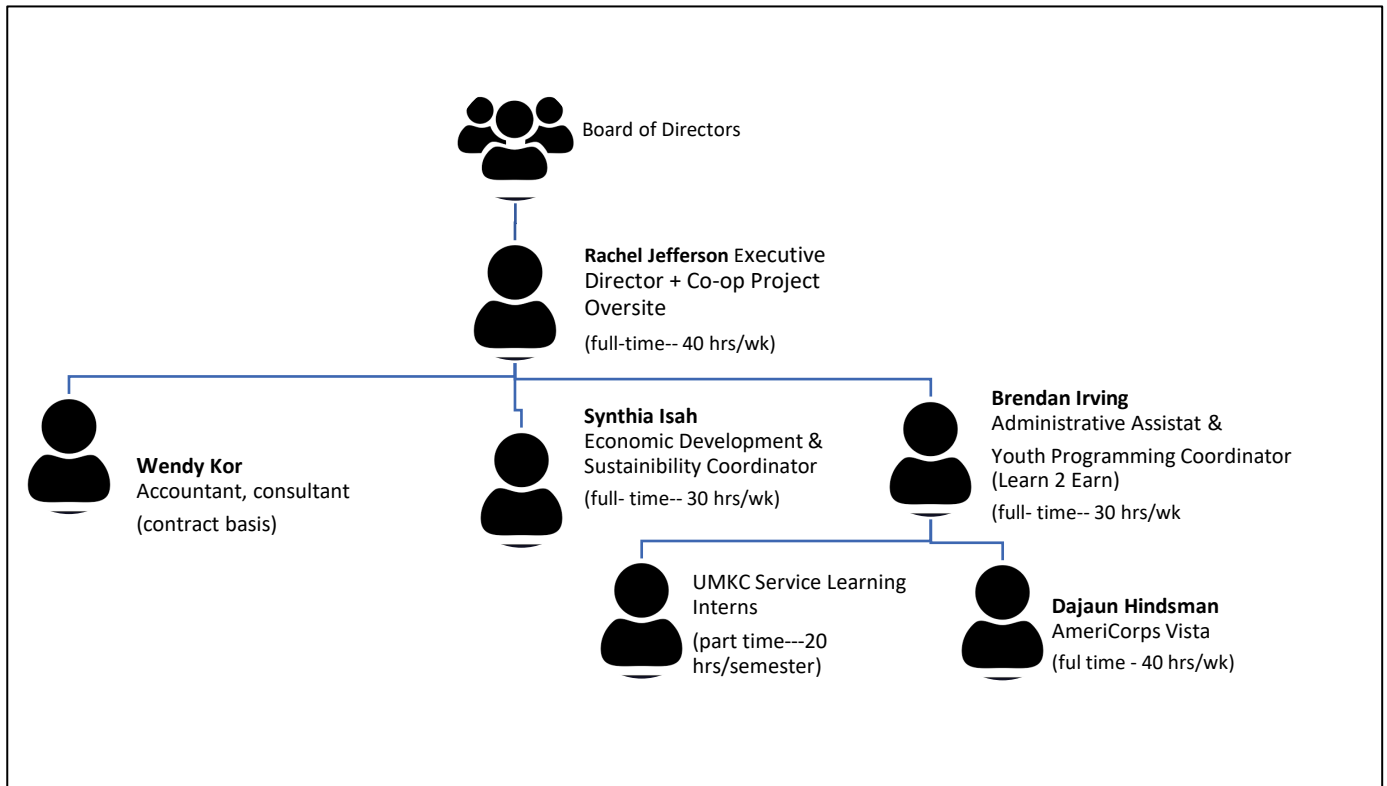 Board of Directors
Rachel Jefferson Executive
Director + Co-op Project
Oversite
(full-time-- 40 hrs/wk)
Wendy Kor
Accountant, consultant
(contract basis)
Synthia Isah
Economic Development &
Sustainibility Coordinator
(full- time-- 30 hrs/wk)
Brendan Irving
Administrative Assistat &
Youth Programming Coordinator
(Learn 2 Earn)
(full- time-- 30 hrs/wk
UMKC Service Learning
Interns
(part time---20
hrs/semester)
Dajaun Hindsman
AmeriCorps Vista
(ful time - 40 hrs/wk)